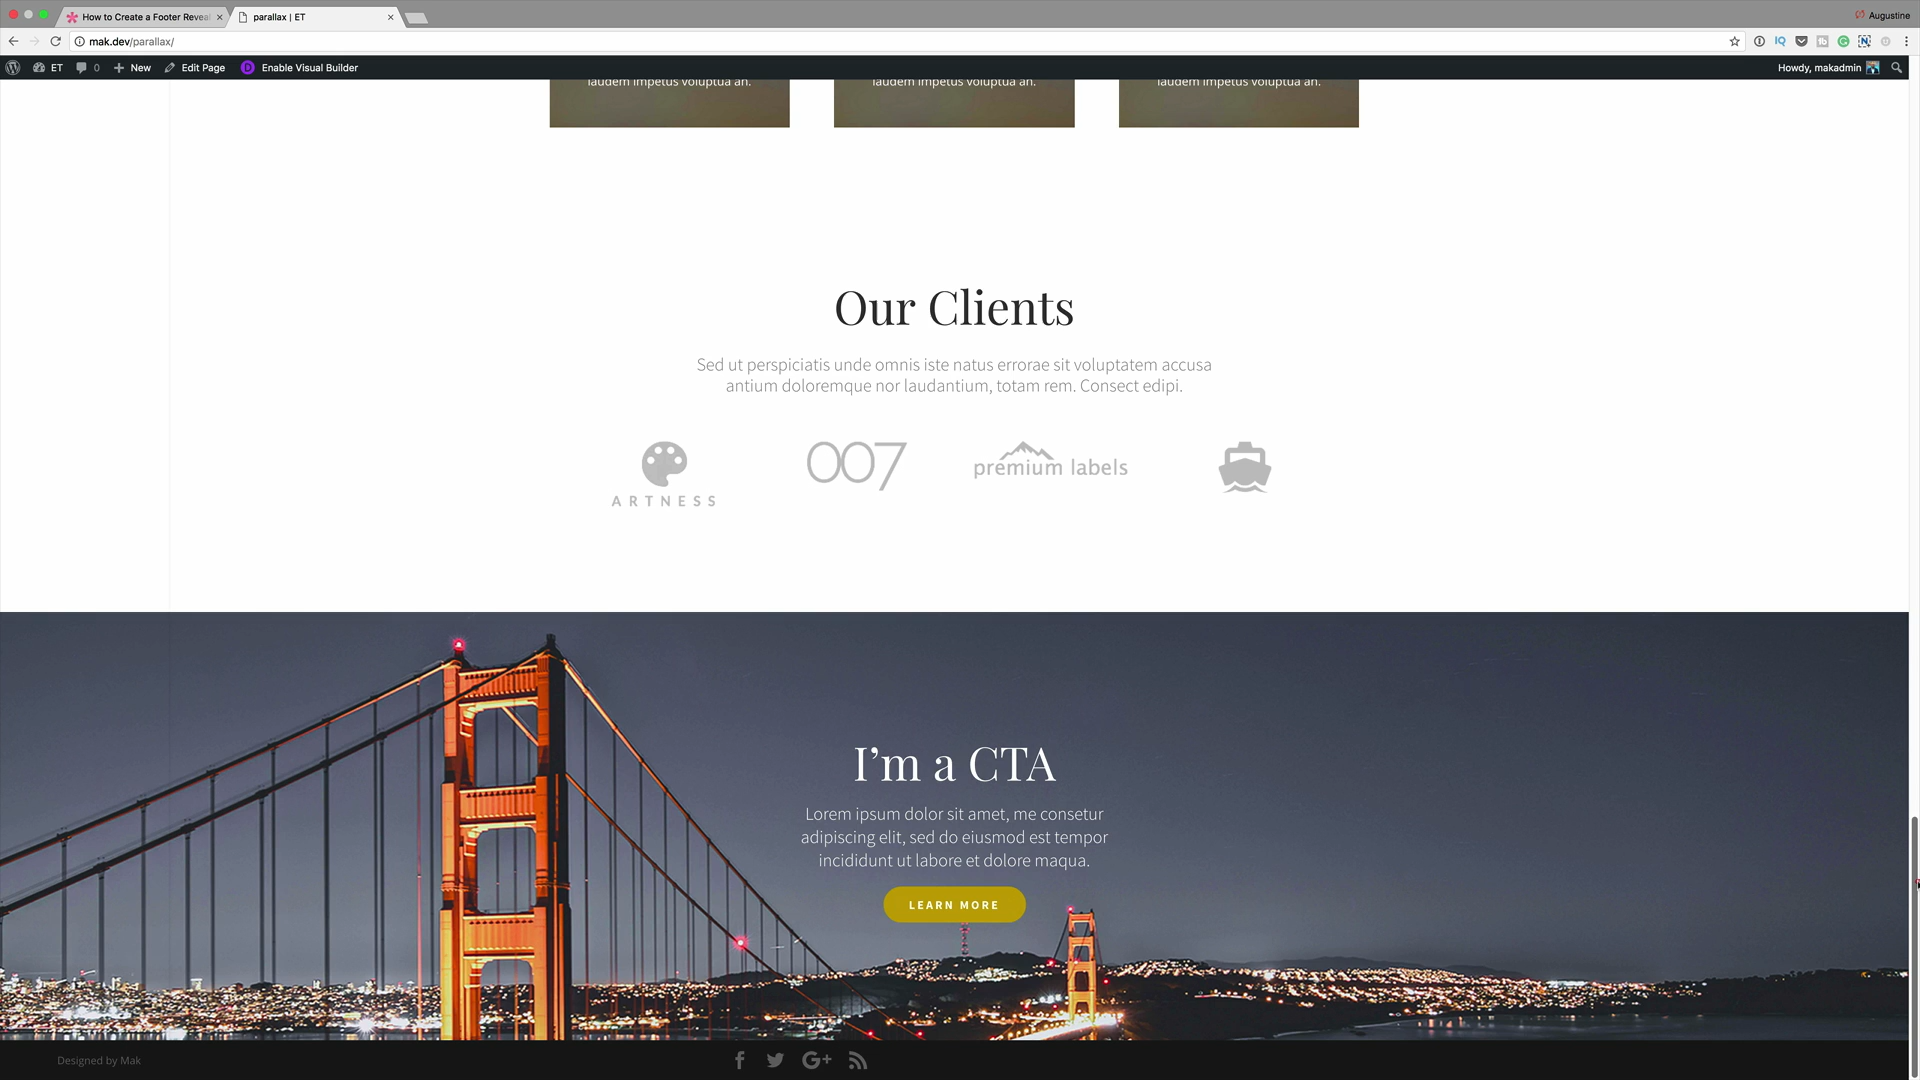 How to Create a Footer Reveal
parallax | ET
Augustine
mak.dev/parallax/
IQ
ET
0
New
Edit Page
D
Enable Visual Builder
Howdy, makadmin
laudem impetus voluptua an.
laudem impetus voluptua an.
laudem impetus voluptua an.
Our Clients
Sed ut perspiciatis unde omnis iste natus errorae sit voluptatem accusa
antium doloremque nor laudantium, totam rem. Consect edipi.
ARTNESS
007
premium labels
I’m a CTA
Lorem ipsum dolor sit amet, me consetur
adipiscing elit, sed do eiusmod est tempor
incididunt ut labore et dolore maqua.
LEARN MORE
Designed by Mak
G+